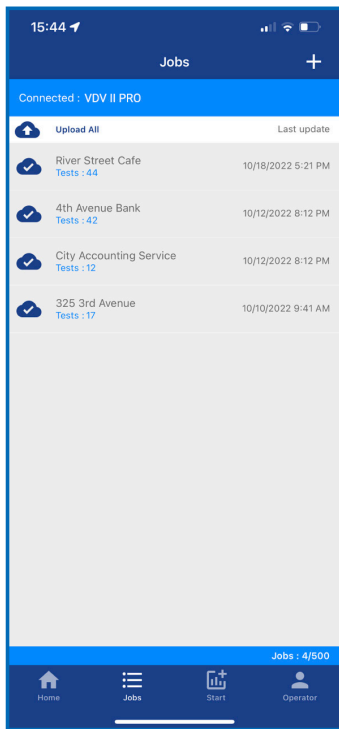 15:44
Jobs
Connected : VDV II PRO
Upload All Last update
River Street Cafe
Tests : 44
10/18/2022 5:21 PM
4th Avenue Bank
Tests : 42
10/12/2022 8:12 PM
City Accounting Service
Tests : 12
10/12/2022 8:12 PM
325 3rd Avenue
Tests : 17
10/10/2022 9:41 AM
Jobs : 4/500
Home Jobs Start Operator